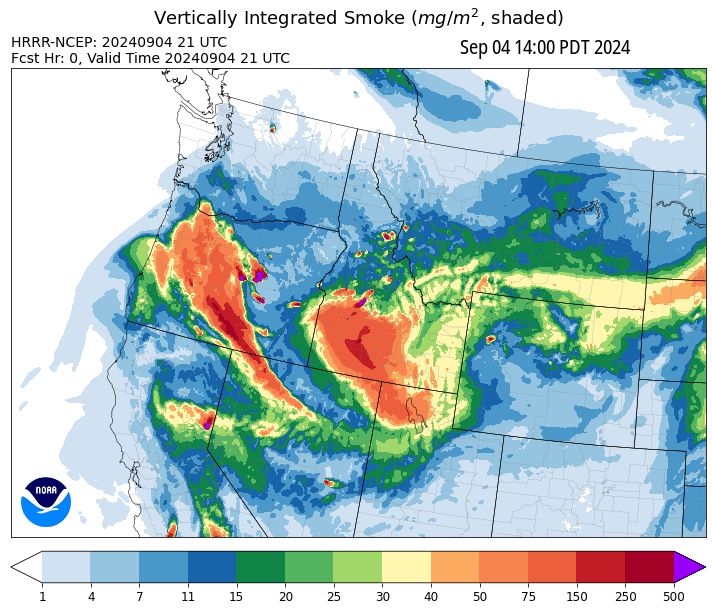 Vertically Integrated Smoke (mg/m², shaded)
HRRR-NCEP: 20240904 21 UTC
Sep 04 14:00 PDT 2024
Fcst Hr: 0, Valid Time 20240904 21 UTC
NOAA
1 4 7 11 15 20 25 30 40 50 75 150 250 500